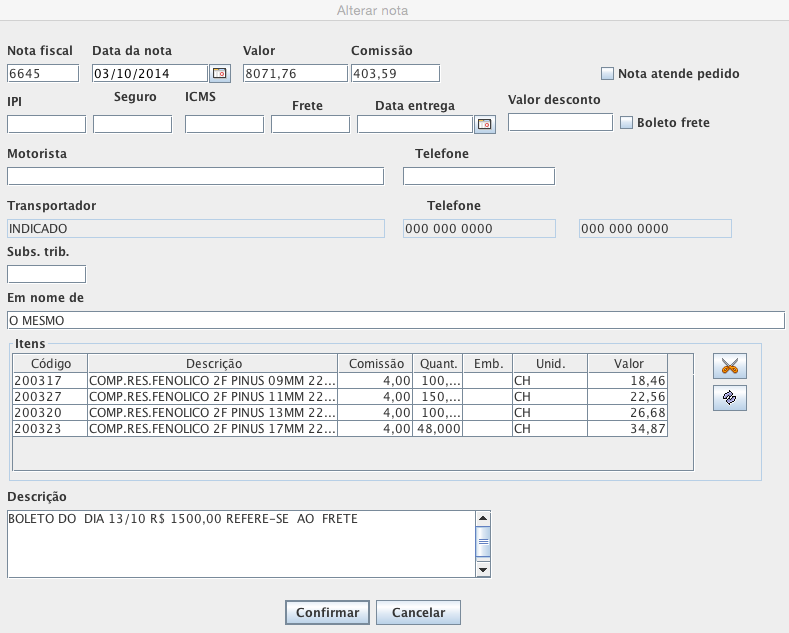 Alterar nota
Nota fiscal Data da nota Valor Comissão
6645 03/10/2014 8071,76 403,59 Nota atende pedido
IPI Seguro ICMS Frete Data entrega Valor desconto
Boleto frete
Motorista Telefone
Transportador Telefone
INDICADO 000 000 0000 000 000 0000
Subs. trib.
Em nome de
O MESMO
Itens
Código Descrição Comissão Quant. Emb. Unid. Valor
200317 COMP.RES.FENOLICO 2F PINUS 09MM 22... 4,00 100,... CH 18,46
200327 COMP.RES.FENOLICO 2F PINUS 11MM 22... 4,00 150,... CH 22,56
200320 COMP.RES.FENOLICO 2F PINUS 13MM 22... 4,00 100,... CH 26,68
200323 COMP.RES.FENOLICO 2F PINUS 17MM 22... 4,00 48,000 CH 34,87
Descrição
BOLETO DO DIA 13/10 R$ 1500,00 REFERE-SE AO FRETE
Confirmar Cancelar